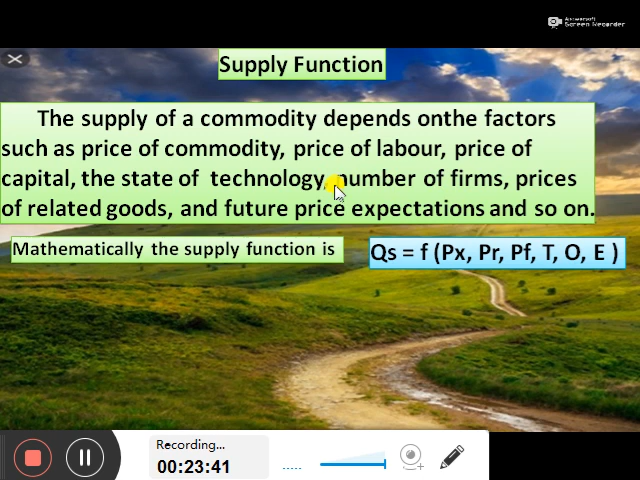 Screen Recorder
Supply Function
The supply of a commodity depends onthe factors
such as price of commodity, price of labour, price of
capital, the state of technology, number of firms, prices
of related goods, and future price expectations and so on.
Mathematically the supply function is
Qs = f (Px, Pr, Pf, T, O, E )
Recording...
00:23:41